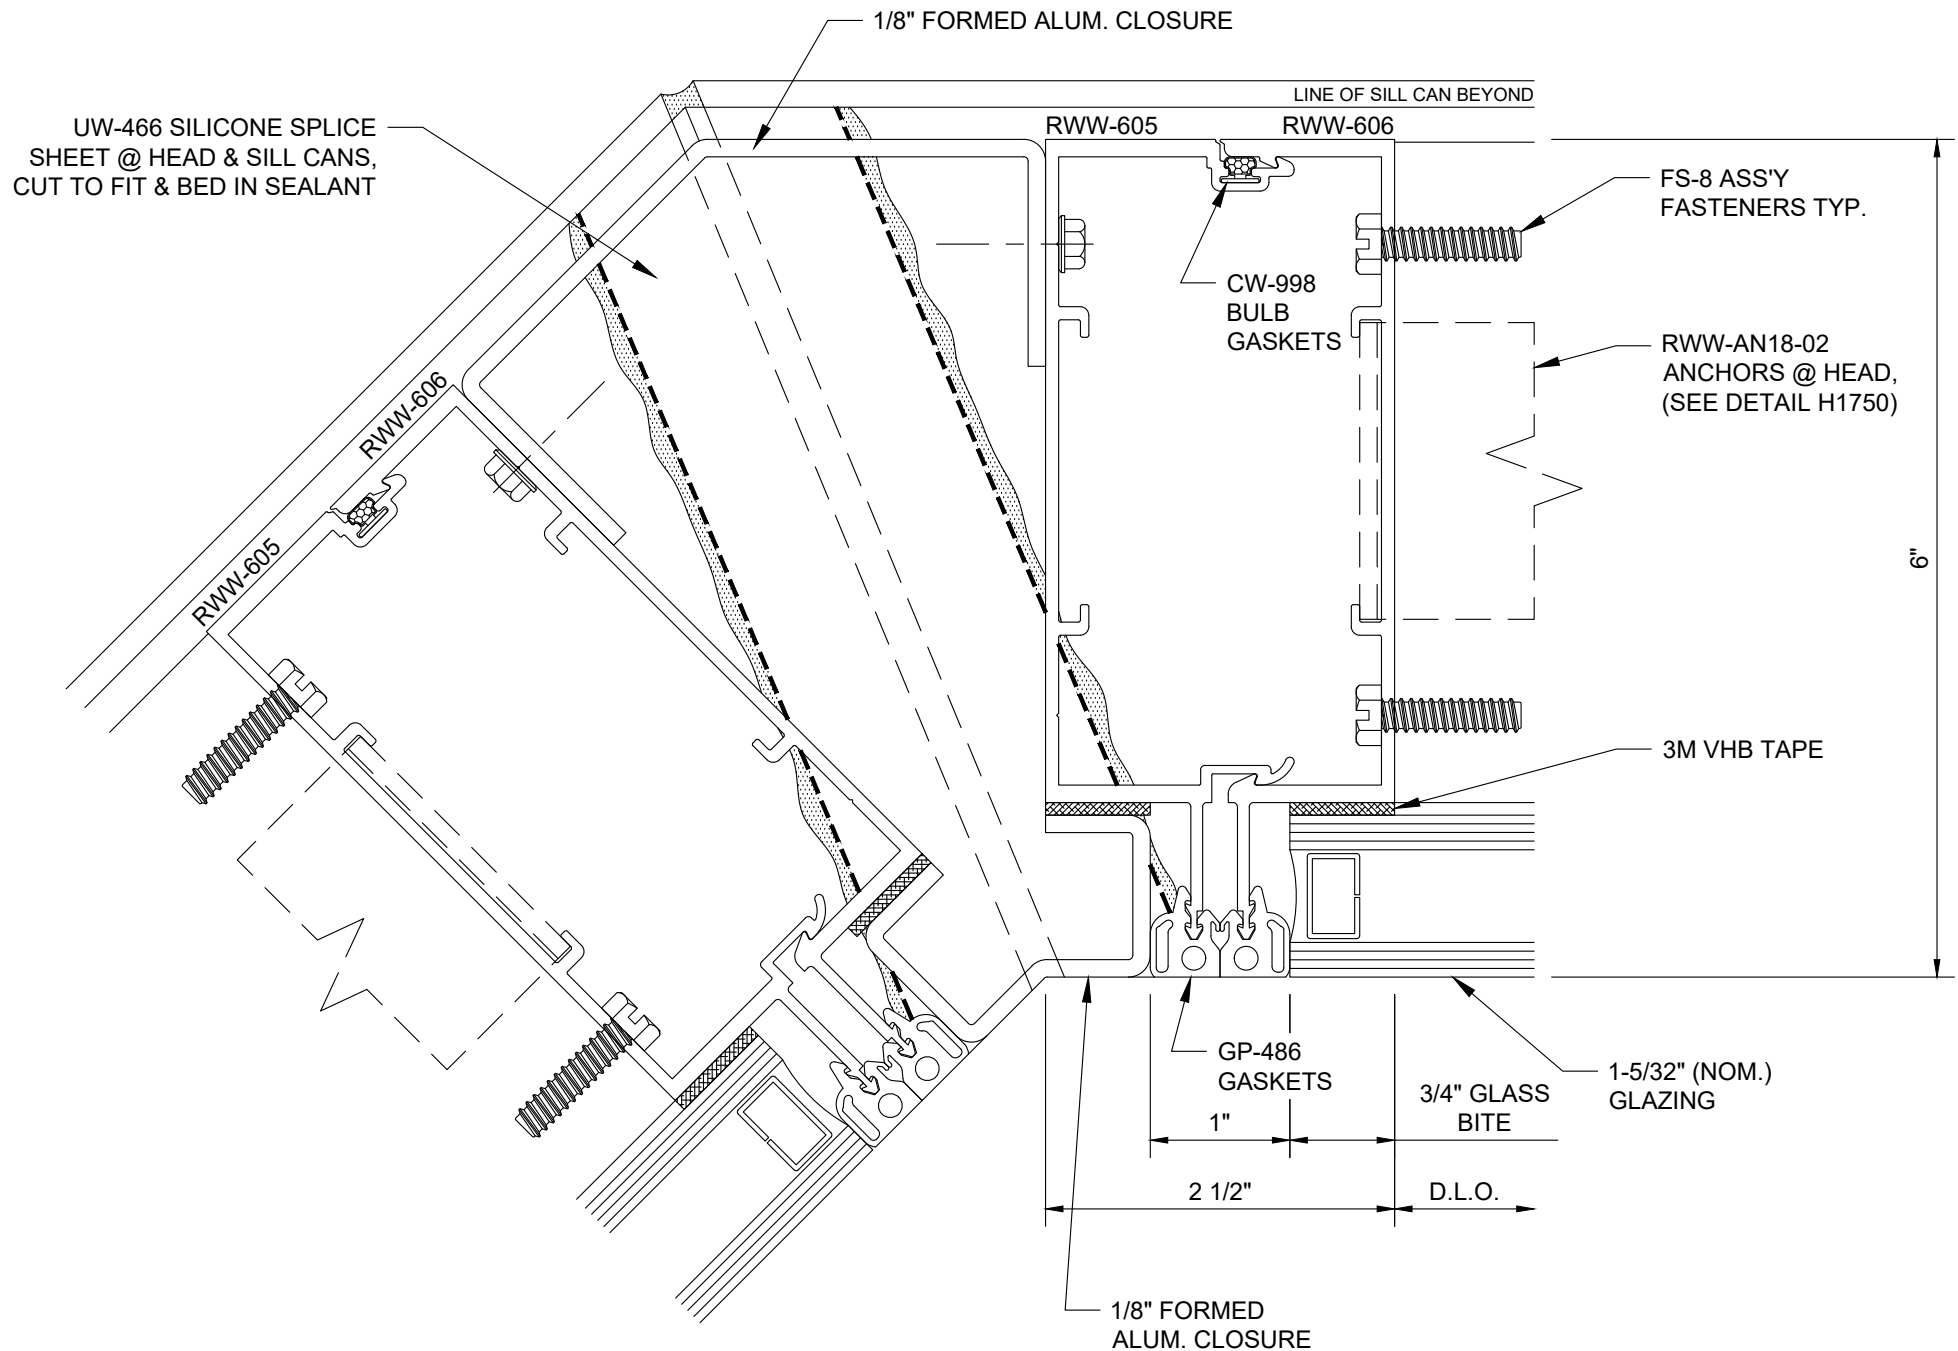 1/8" FORMED ALUM. CLOSURE
LINE OF SILL CAN BEYOND
UW-466 SILICONE SPLICE
SHEET @ HEAD & SILL CANS,
CUT TO FIT & BED IN SEALANT
RWW-605
RWW-606
FS-8 ASS'Y
FASTENERS TYP.
CW-998
BULB
GASKETS
RWW-AN18-02
ANCHORS @ HEAD,
(SEE DETAIL H1750)
RWW-606
RWW-605
6"
3M VHB TAPE
GP-486
GASKETS
1-5/32" (NOM.)
GLAZING
3/4" GLASS
BITE
1"
2 1/2"
D.L.O.
1/8" FORMED
ALUM. CLOSURE